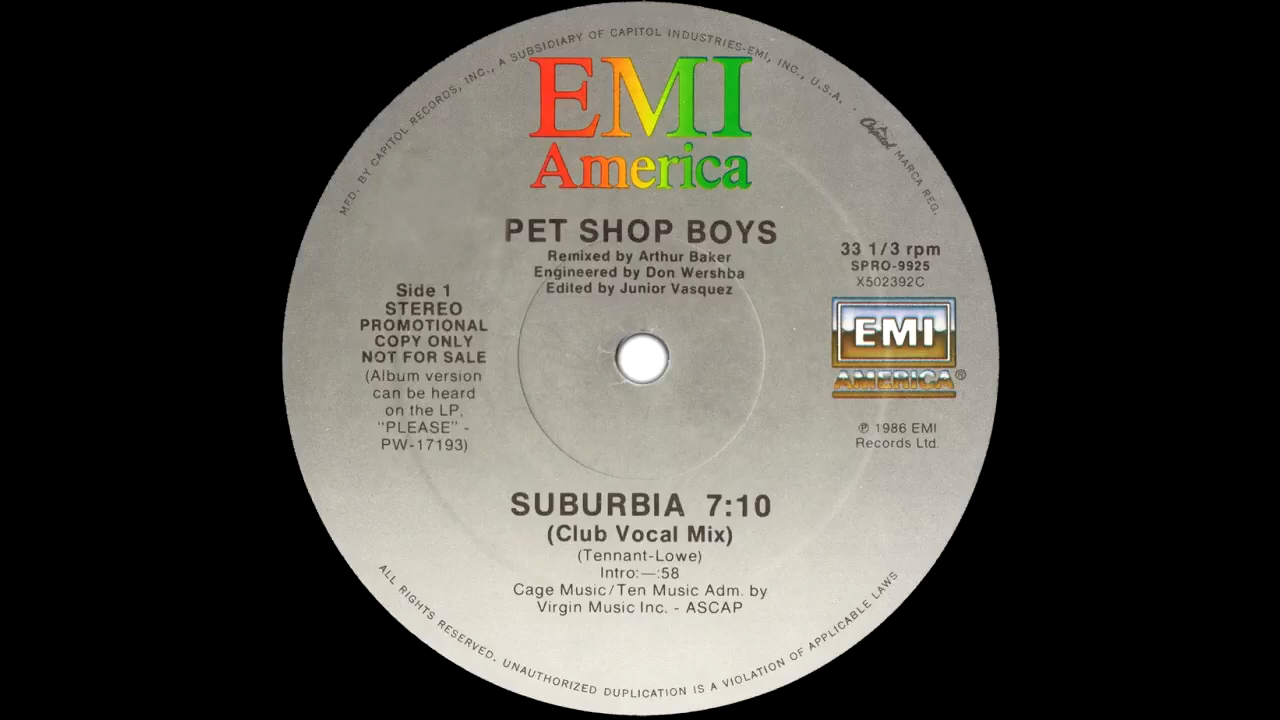 MFD. BY CAPITOL RECORDS, INC., A SUBSIDIARY OF CAPITOL INDUSTRIES-EMI, INC., U.S.A. · Capitol MARCA REG.
EMI
America
PET SHOP BOYS
Remixed by Arthur Baker
Engineered by Don Wershba
Edited by Junior Vasquez
Side 1
STEREO
PROMOTIONAL
COPY ONLY
NOT FOR SALE
(Album version
can be heard
on the LP,
"PLEASE" -
PW-17193)
33 1/3 rpm
SPRO-9925
X502392C
EMI
AMERICA®
℗ 1986 EMI
Records Ltd.
SUBURBIA 7:10
(Club Vocal Mix)
(Tennant-Lowe)
Intro:—:58
Cage Music/Ten Music Adm. by
Virgin Music Inc. - ASCAP
ALL RIGHTS RESERVED. UNAUTHORIZED DUPLICATION IS A VIOLATION OF APPLICABLE LAWS